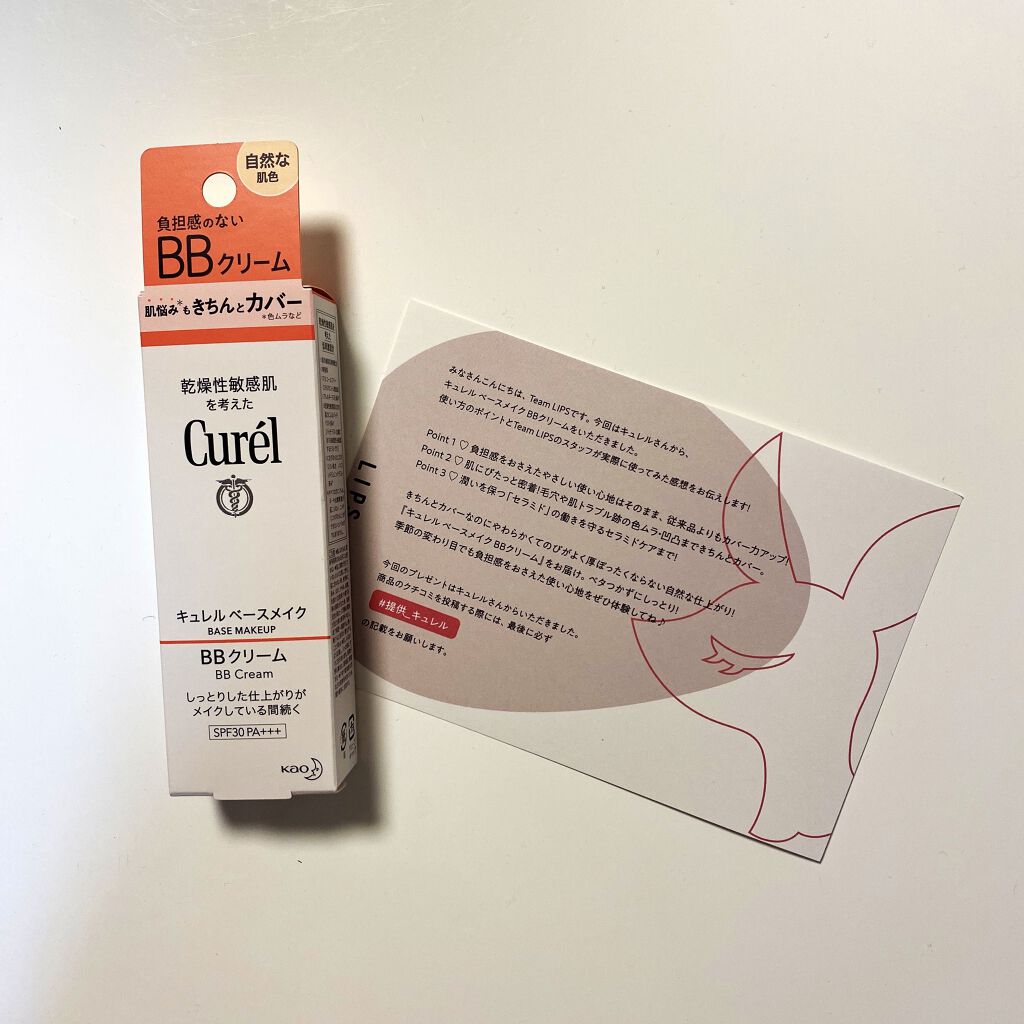 自然な
肌色
負担感のない
BBクリーム
肌悩み*もきちんとカバー
*色ムラなど
乾燥性敏感肌
を考えた
Curél
キュレル ベースメイク
BASE MAKEUP
BBクリーム
BB Cream
しっとりした仕上がりが
メイクしている間続く
SPF30 PA+++
Kao
LIPS
みなさんこんにちは、Team LIPSです。今回はキュレルさんから、
キュレル ベースメイク BBクリームをいただきました。
使い方のポイントとTeam LIPSのスタッフが実際に使ってみた感想をお伝えします!
Point 1 ♡ 負担感をおさえたやさしい使い心地はそのまま、従来品よりもカバー力アップ!
Point 2 ♡ 肌にぴたっと密着!毛穴や肌トラブル跡の色ムラ・凹凸まできちんとカバー。
Point 3 ♡ 潤いを保つ「セラミド」の働きを守るセラミドケアまで!
きちんとカバーなのにやわらかくてのびがよく厚ぼったくならない自然な仕上がり!
『キュレル ベースメイク BBクリーム』をお届け。ベタつかずにしっとり!
季節の変わり目でも負担感をおさえた使い心地をぜひ体験してね♪
今回のプレゼントはキュレルさんからいただきました。
商品のクチコミを投稿する際には、最後に必ず
#提供_キュレル
の記載をお願いします。